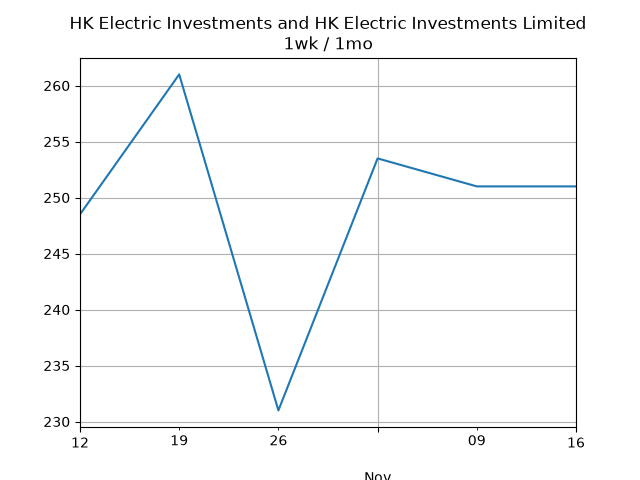 HK Electric Investments and HK Electric Investments Limited
1wk / 1mo
260
255
250
245
240
235
230
12 19 26 09 16
Nov